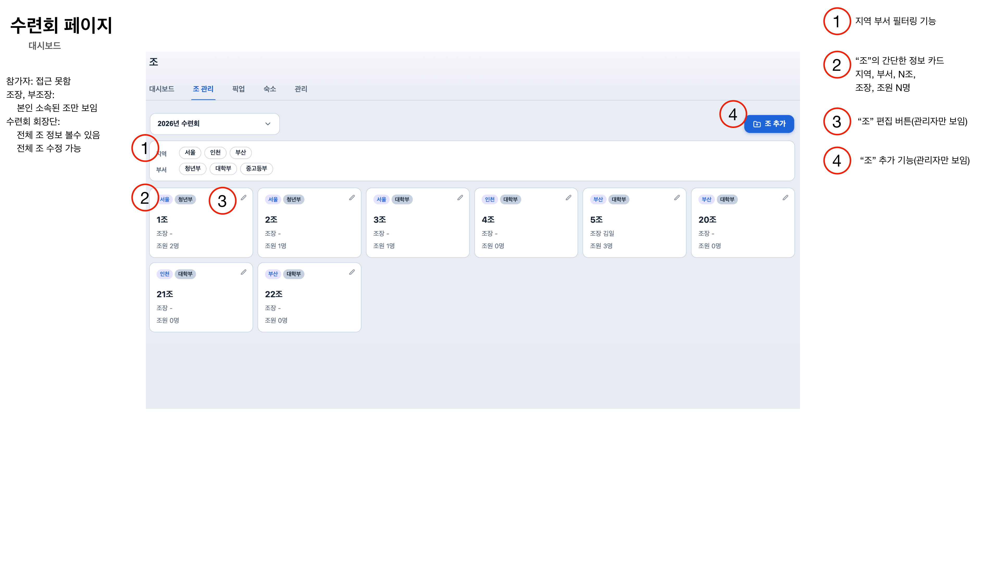 수련회 페이지
대시보드
참가자: 접근 못함
조장, 부조장:
본인 소속된 조만 보임
수련회 회장단:
전체 조 정보 볼수 있음
전체 조 수정 가능
조
대시보드 조 관리 픽업 숙소 관리
2026년 수련회
4
조 추가
1
지역 서울 인천 부산
부서 청년부 대학부 중고등부
2
3
서울 청년부
1조
조장 -
조원 2명
서울 청년부
2조
조장 -
조원 1명
서울 대학부
3조
조장 -
조원 1명
인천 대학부
4조
조장 -
조원 0명
부산 대학부
5조
조장 김일
조원 3명
부산 대학부
20조
조장 -
조원 0명
인천 대학부
21조
조장 -
조원 0명
부산 대학부
22조
조장 -
조원 0명
1 지역 부서 필터링 기능
2 “조”의 간단한 정보 카드
지역, 부서, N조,
조장, 조원 N명
3 “조” 편집 버튼(관리자만 보임)
4 “조” 추가 기능(관리자만 보임)